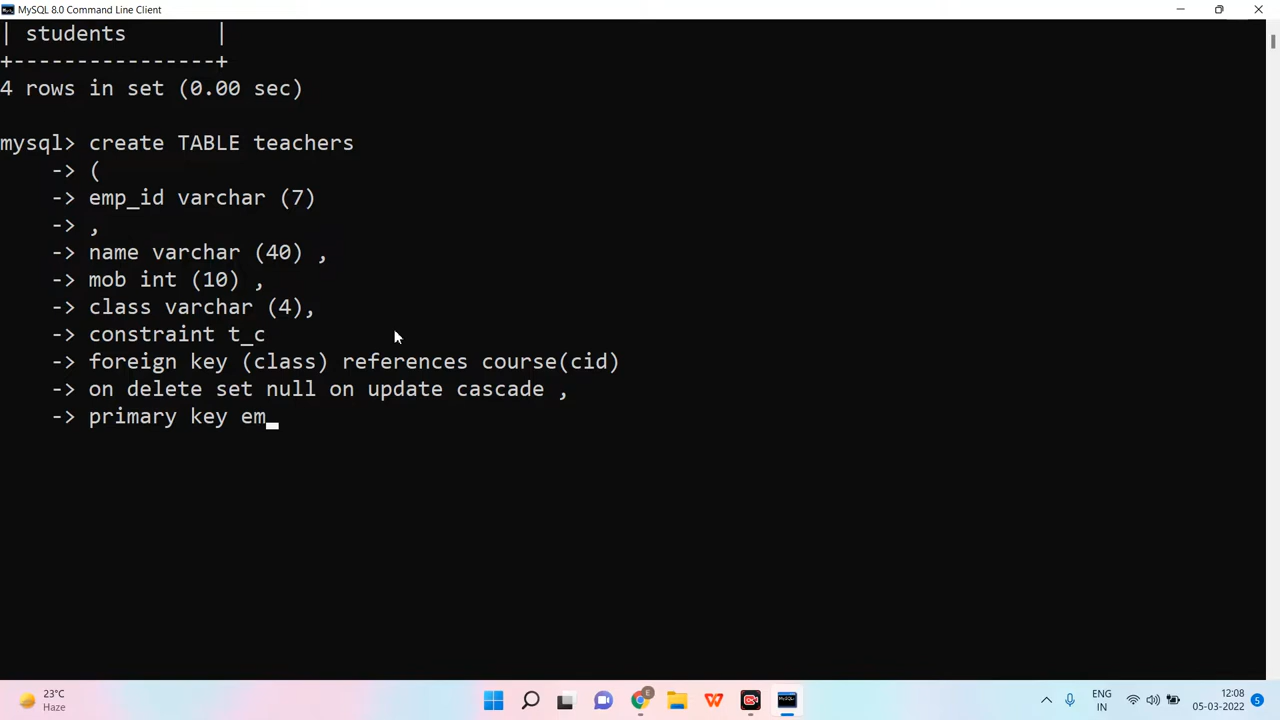 MySQL 8.0 Command Line Client
| students       |
+----------------+
4 rows in set (0.00 sec)
mysql> create TABLE teachers
    -> (
    -> emp_id varchar (7)
    -> ,
    -> name varchar (40) ,
    -> mob int (10) ,
    -> class varchar (4),
    -> constraint t_c
    -> foreign key (class) references course(cid)
    -> on delete set null on update cascade ,
    -> primary key em_
23°C
Haze
ENG
IN
12:08
05-03-2022
5